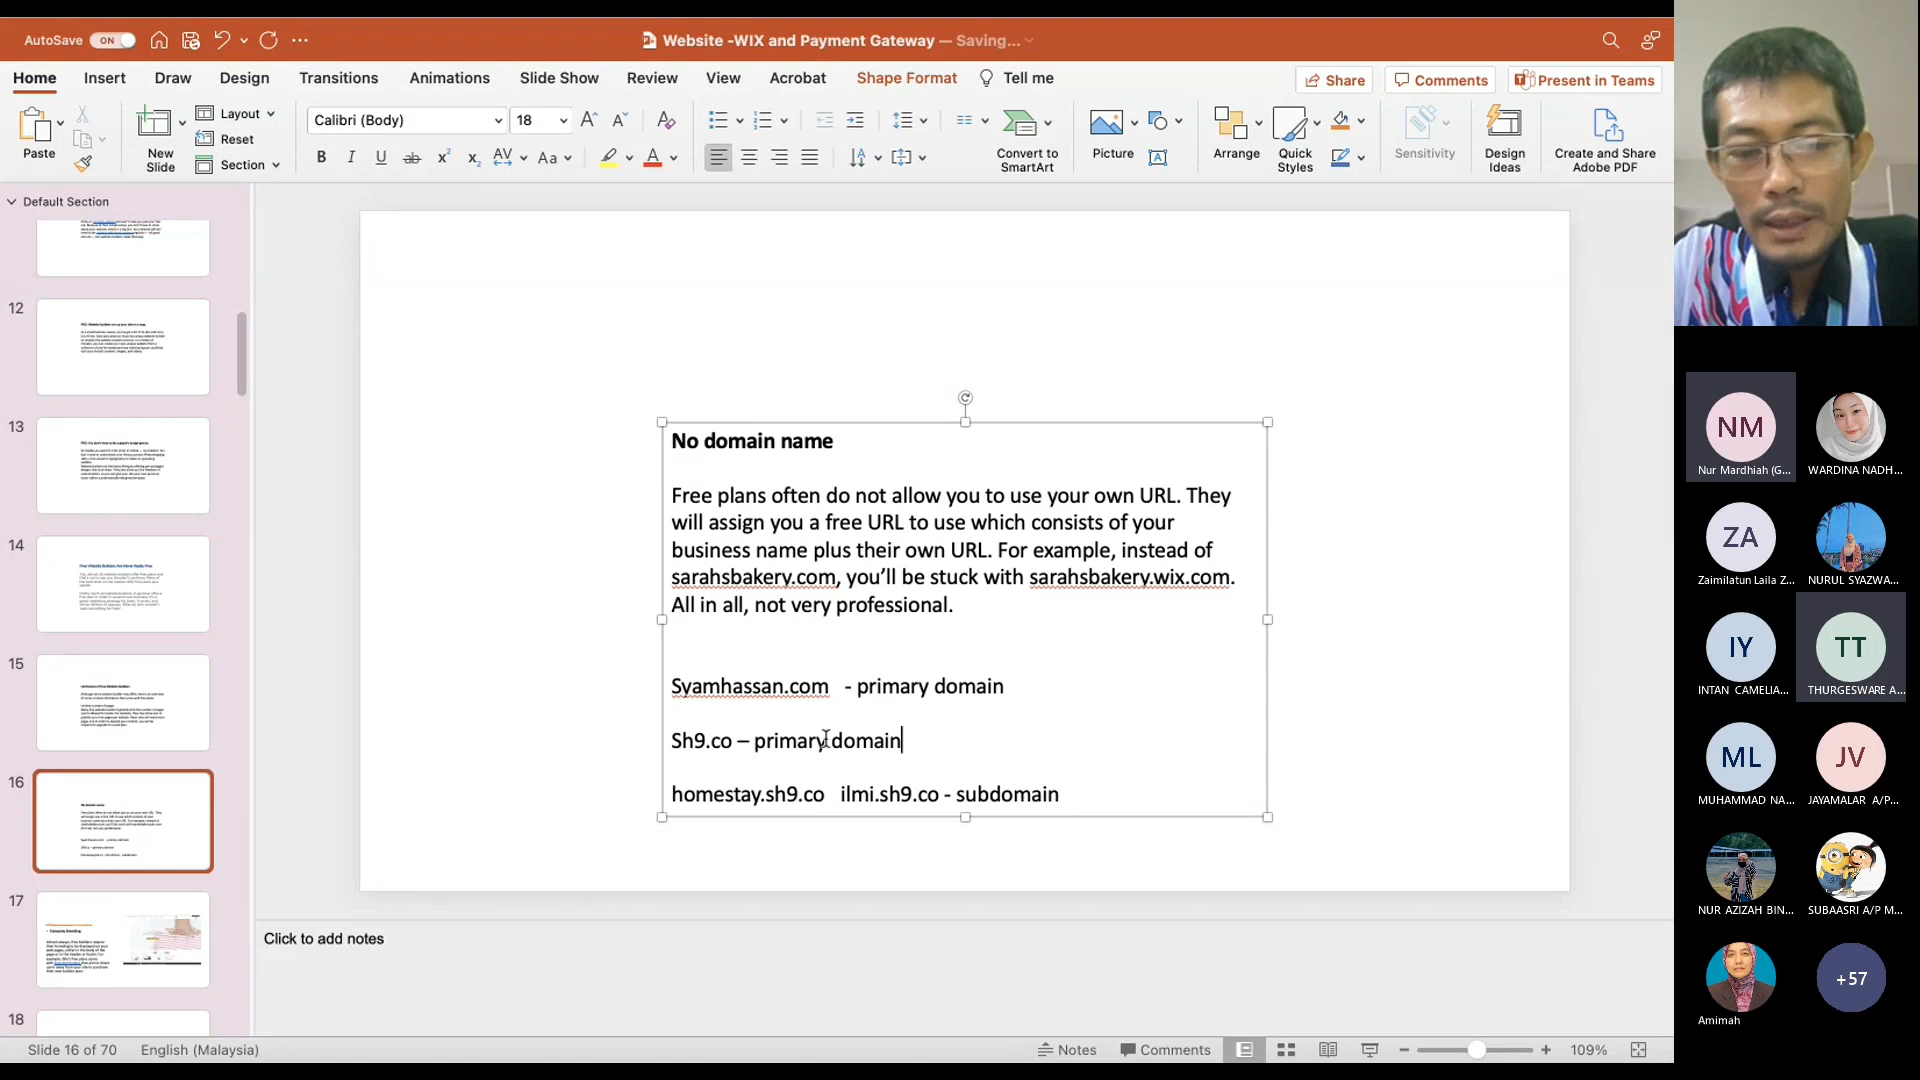 AutoSave ON
Website -WIX and Payment Gateway — Saving...
Home Insert Draw Design Transitions Animations Slide Show Review View Acrobat Shape Format Tell me
Share Comments Present in Teams
Paste
New Slide
Layout
Reset
Section
Calibri (Body) 18
Convert to SmartArt
Picture
Arrange
Quick Styles
Sensitivity
Design Ideas
Create and Share Adobe PDF
Default Section
12
13
14
15
16
17
18
No domain name
Free plans often do not allow you to use your own URL. They
will assign you a free URL to use which consists of your
business name plus their own URL. For example, instead of
sarahsbakery.com, you’ll be stuck with sarahsbakery.wix.com.
All in all, not very professional.
Syamhassan.com - primary domain
Sh9.co – primary domain
homestay.sh9.co ilmi.sh9.co - subdomain
Click to add notes
Slide 16 of 70 English (Malaysia)
Notes Comments 109%
NM
Nur Mardhiah (G...
WARDINA NADH...
ZA
Zaimilatun Laila Z...
NURUL SYAZWA...
IY
INTAN CAMELIA...
TT
THURGESWARE A...
ML
MUHAMMAD NA...
JV
JAYAMALAR A/P...
NUR AZIZAH BIN...
SUBAASRI A/P M...
Amimah
+57